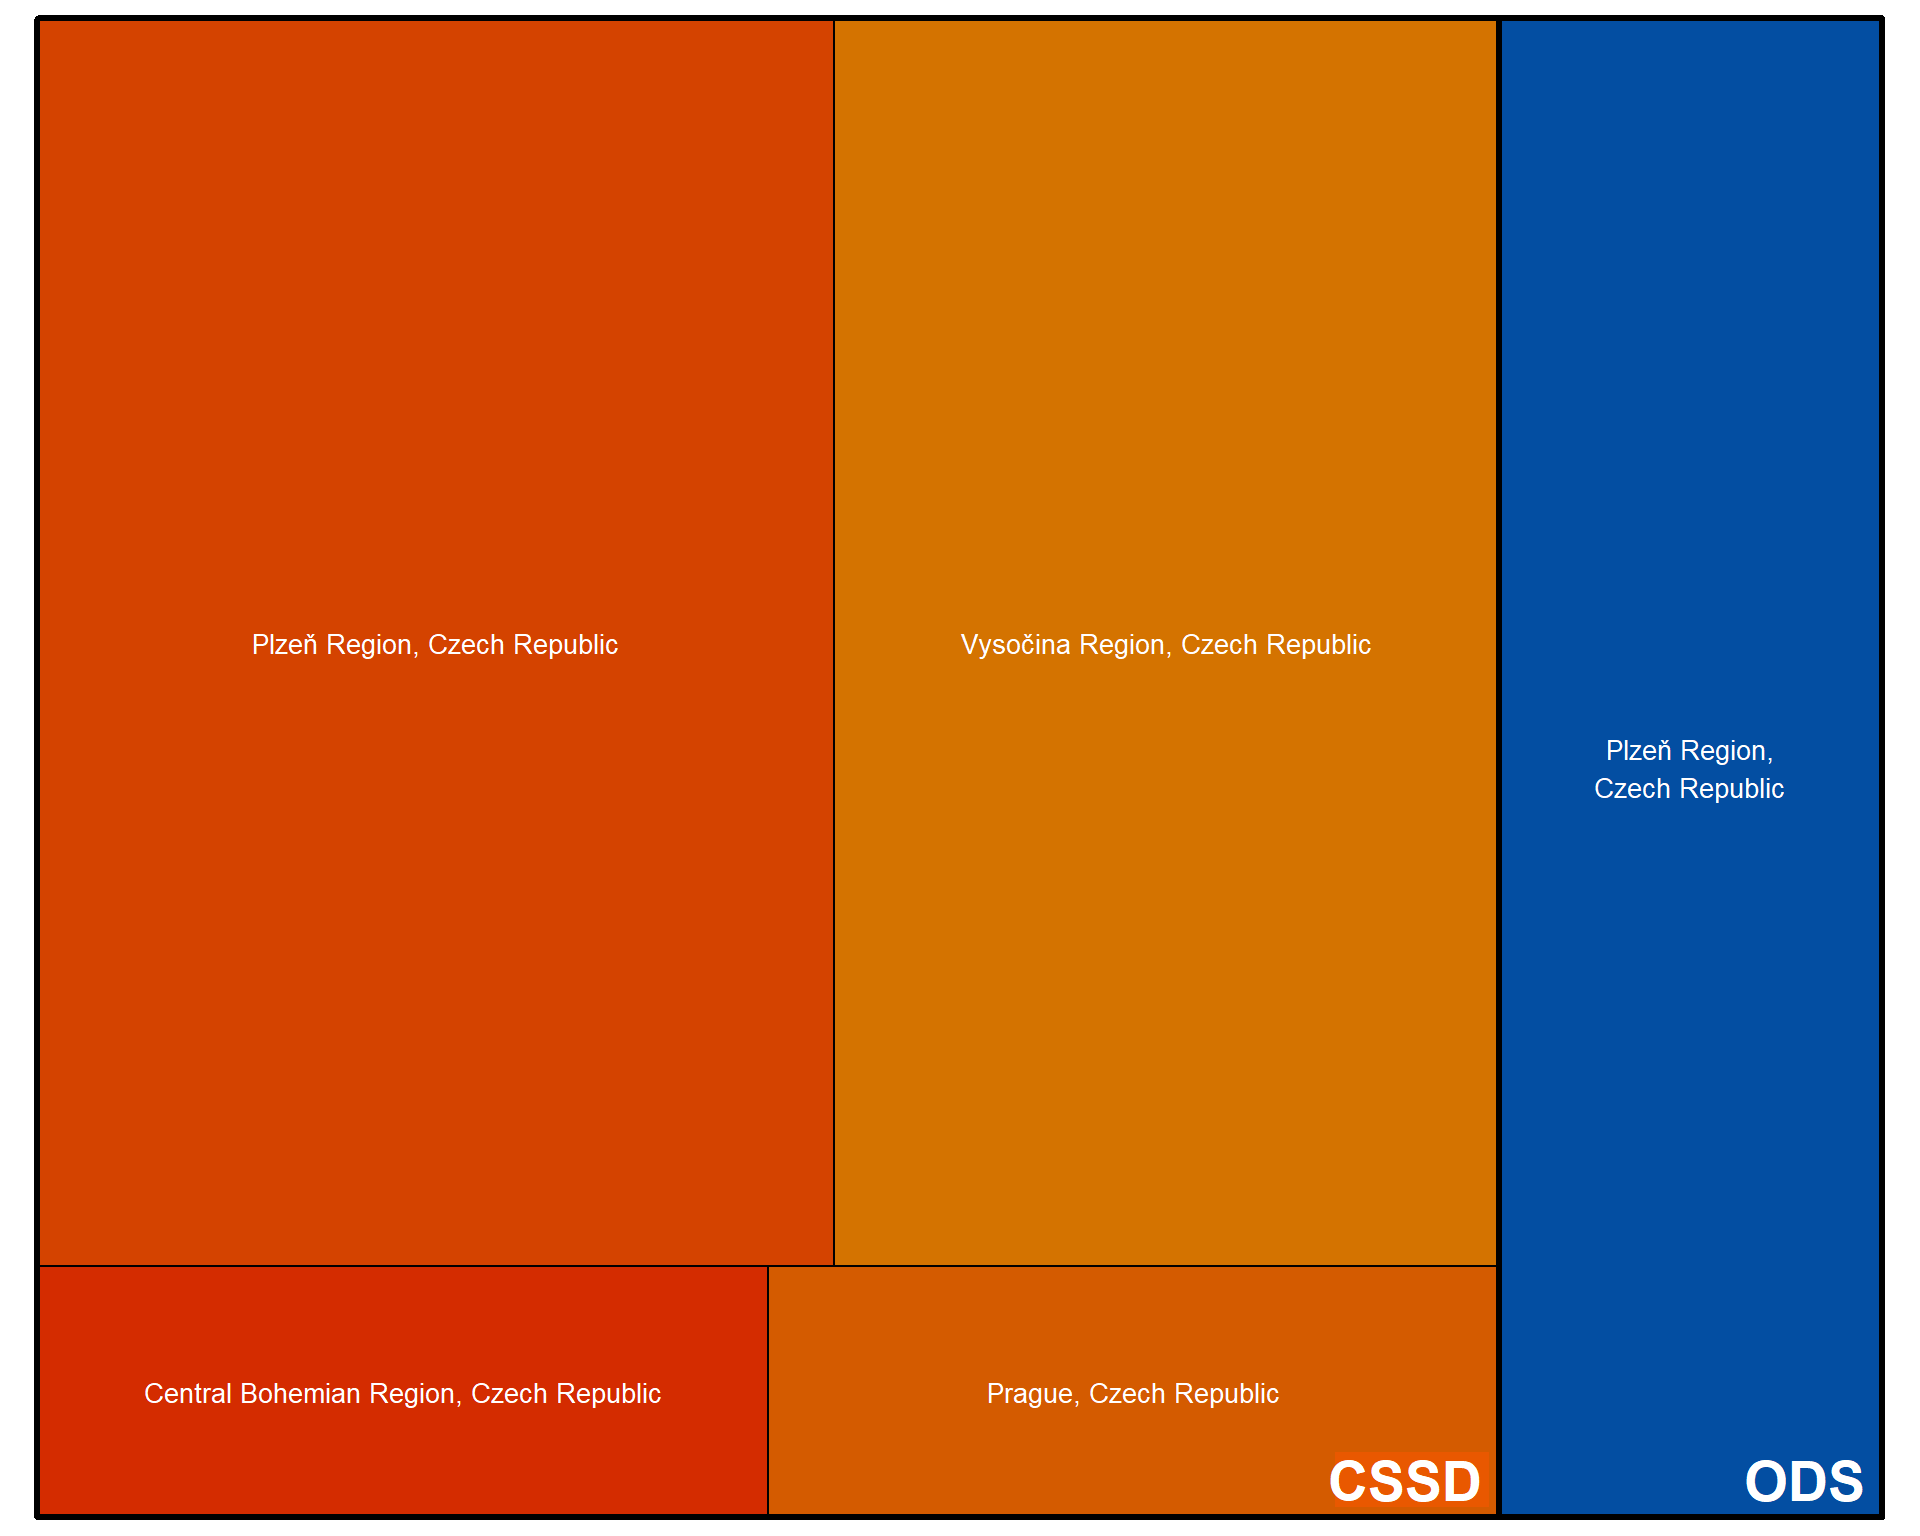 Plzeň Region, Czech Republic
Vysočina Region, Czech Republic
Plzeň Region,
Czech Republic
Central Bohemian Region, Czech Republic
Prague, Czech Republic
CSSD
ODS